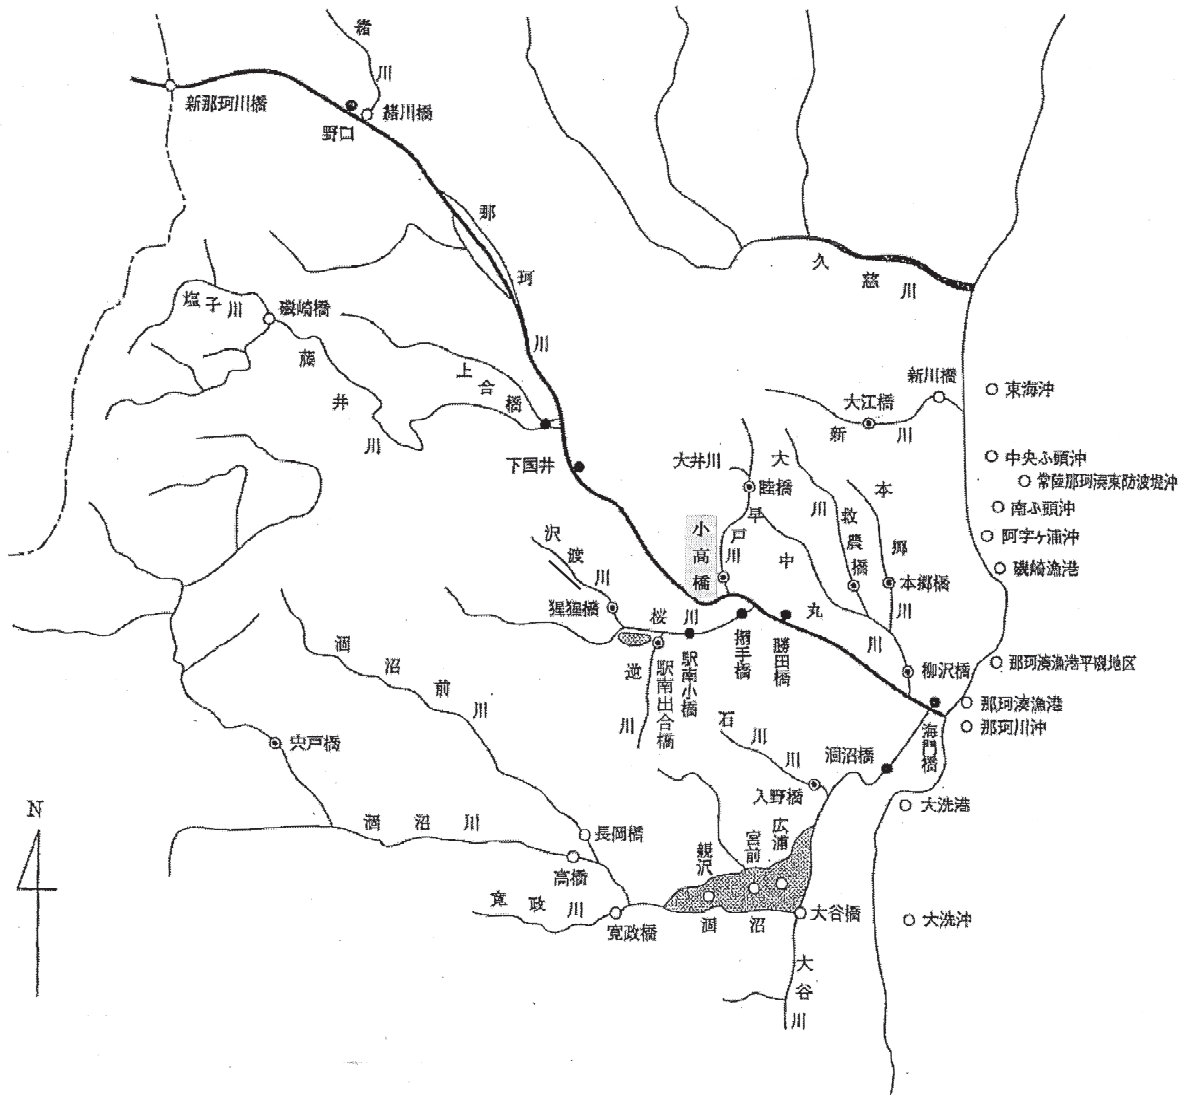 緒川
新那珂川橋
緒川橋
野口
那珂川
久慈川
塩子川
磯崎橋
藤井川
上合橋
下国井
新川橋
大江橋
新川
東海沖
中央ふ頭沖
常陸那珂湊東防波堤沖
南ふ頭沖
阿字ヶ浦沖
磯崎漁港
大井川
睦橋
早戸川
小高橋
大川
中丸川
救農橋
本郷川
本郷橋
沢渡川
猩猩橋
桜川
逆川
駅南出合橋
駅南小橋
搦手橋
勝田橋
柳沢橋
那珂湊漁港平磯地区
那珂湊漁港
那珂川沖
海門橋
涸沼橋
石川川
入野橋
大洗港
涸沼前川
宍戸橋
涸沼川
長岡橋
高橋
親沢
宮前
広浦
寛政川
寛政橋
涸沼
大谷橋
大洗沖
大谷川
N